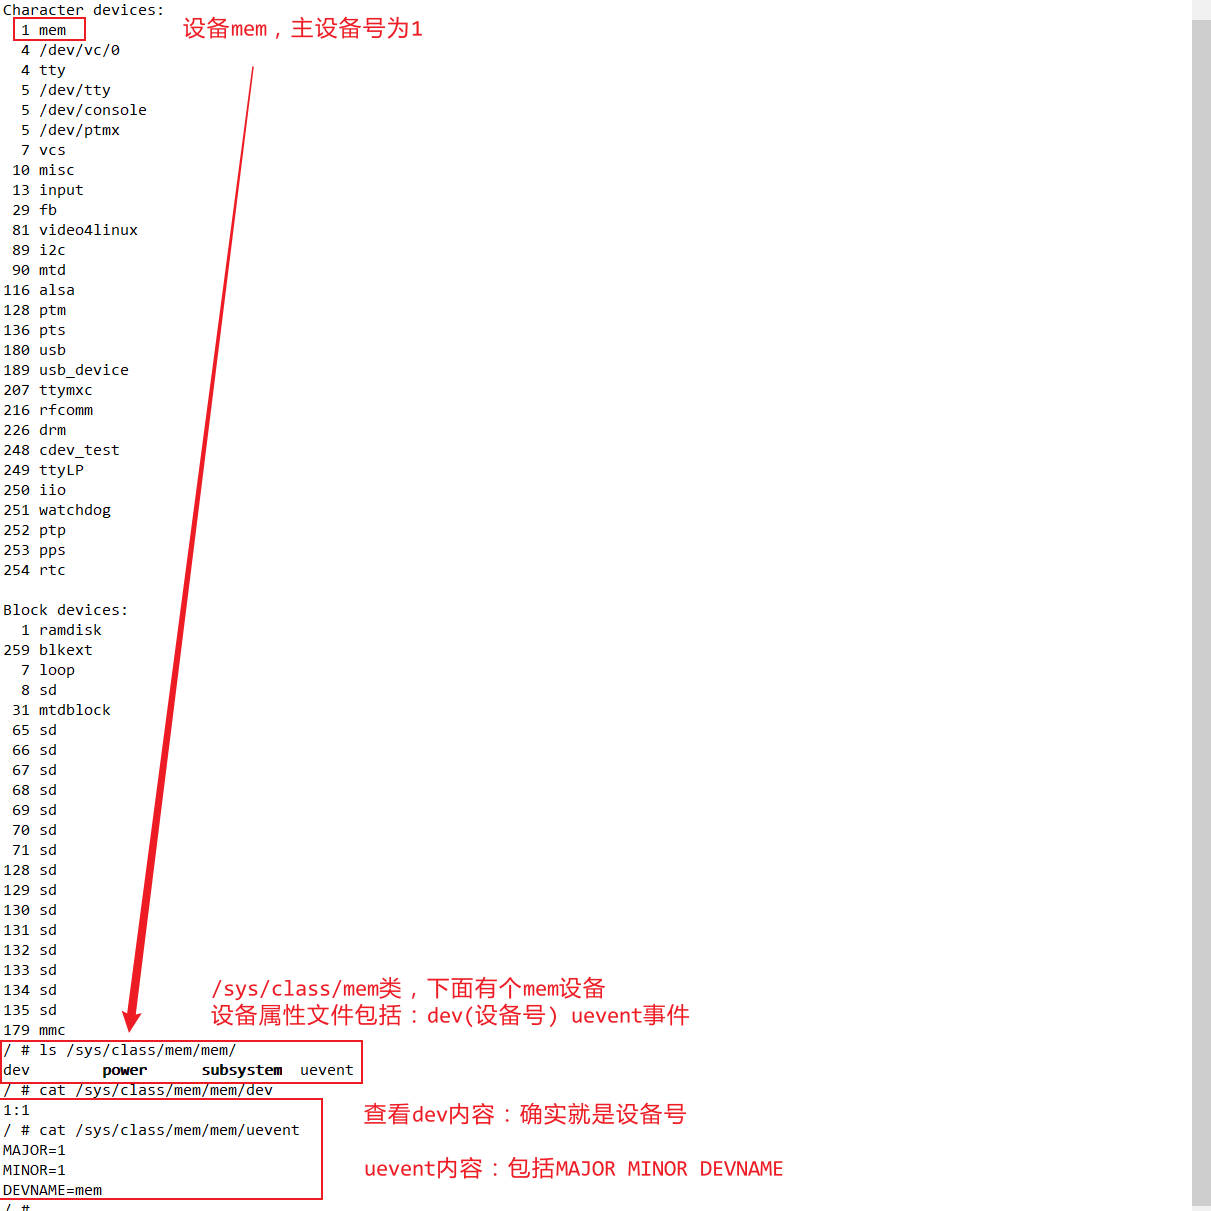 Character devices:
1 mem
设备mem，主设备号为1
4 /dev/vc/0
4 tty
5 /dev/tty
5 /dev/console
5 /dev/ptmx
7 vcs
10 misc
13 input
29 fb
81 video4linux
89 i2c
90 mtd
116 alsa
128 ptm
136 pts
180 usb
189 usb_device
207 ttymxc
216 rfcomm
226 drm
248 cdev_test
249 ttyLP
250 iio
251 watchdog
252 ptp
253 pps
254 rtc
Block devices:
1 ramdisk
259 blkext
7 loop
8 sd
31 mtdblock
65 sd
66 sd
67 sd
68 sd
69 sd
70 sd
71 sd
128 sd
129 sd
130 sd
131 sd
132 sd
133 sd
134 sd
135 sd
179 mmc
/sys/class/mem类，下面有个mem设备
设备属性文件包括：dev(设备号) uevent事件
/ # ls /sys/class/mem/mem/
dev power subsystem uevent
/ # cat /sys/class/mem/mem/dev
1:1
/ # cat /sys/class/mem/mem/uevent
MAJOR=1
MINOR=1
DEVNAME=mem
/ #
查看dev内容：确实就是设备号
uevent内容：包括MAJOR MINOR DEVNAME